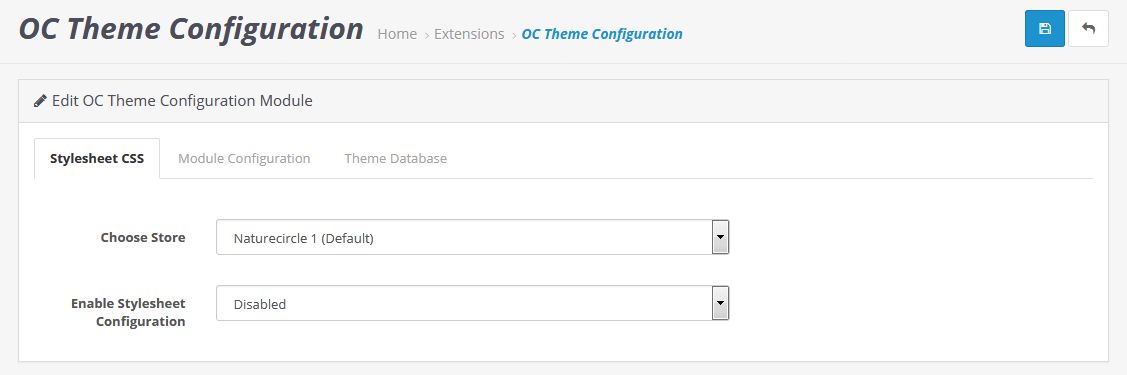 OC Theme Configuration Home › Extensions › OC Theme Configuration
Edit OC Theme Configuration Module
Stylesheet CSS Module Configuration Theme Database
Choose Store Naturecircle 1 (Default)
Enable Stylesheet
Configuration
Disabled